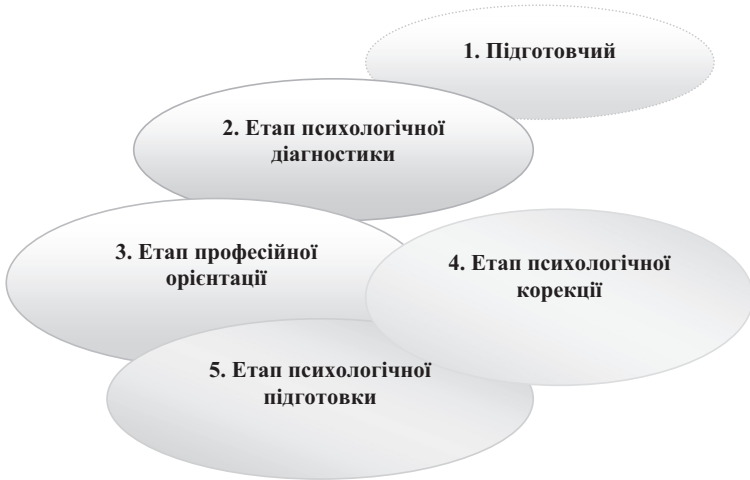 1. Підготовчий
2. Етап психологічної
діагностики
3. Етап професійної
орієнтації
4. Етап психологічної
корекції
5. Етап психологічної
підготовки